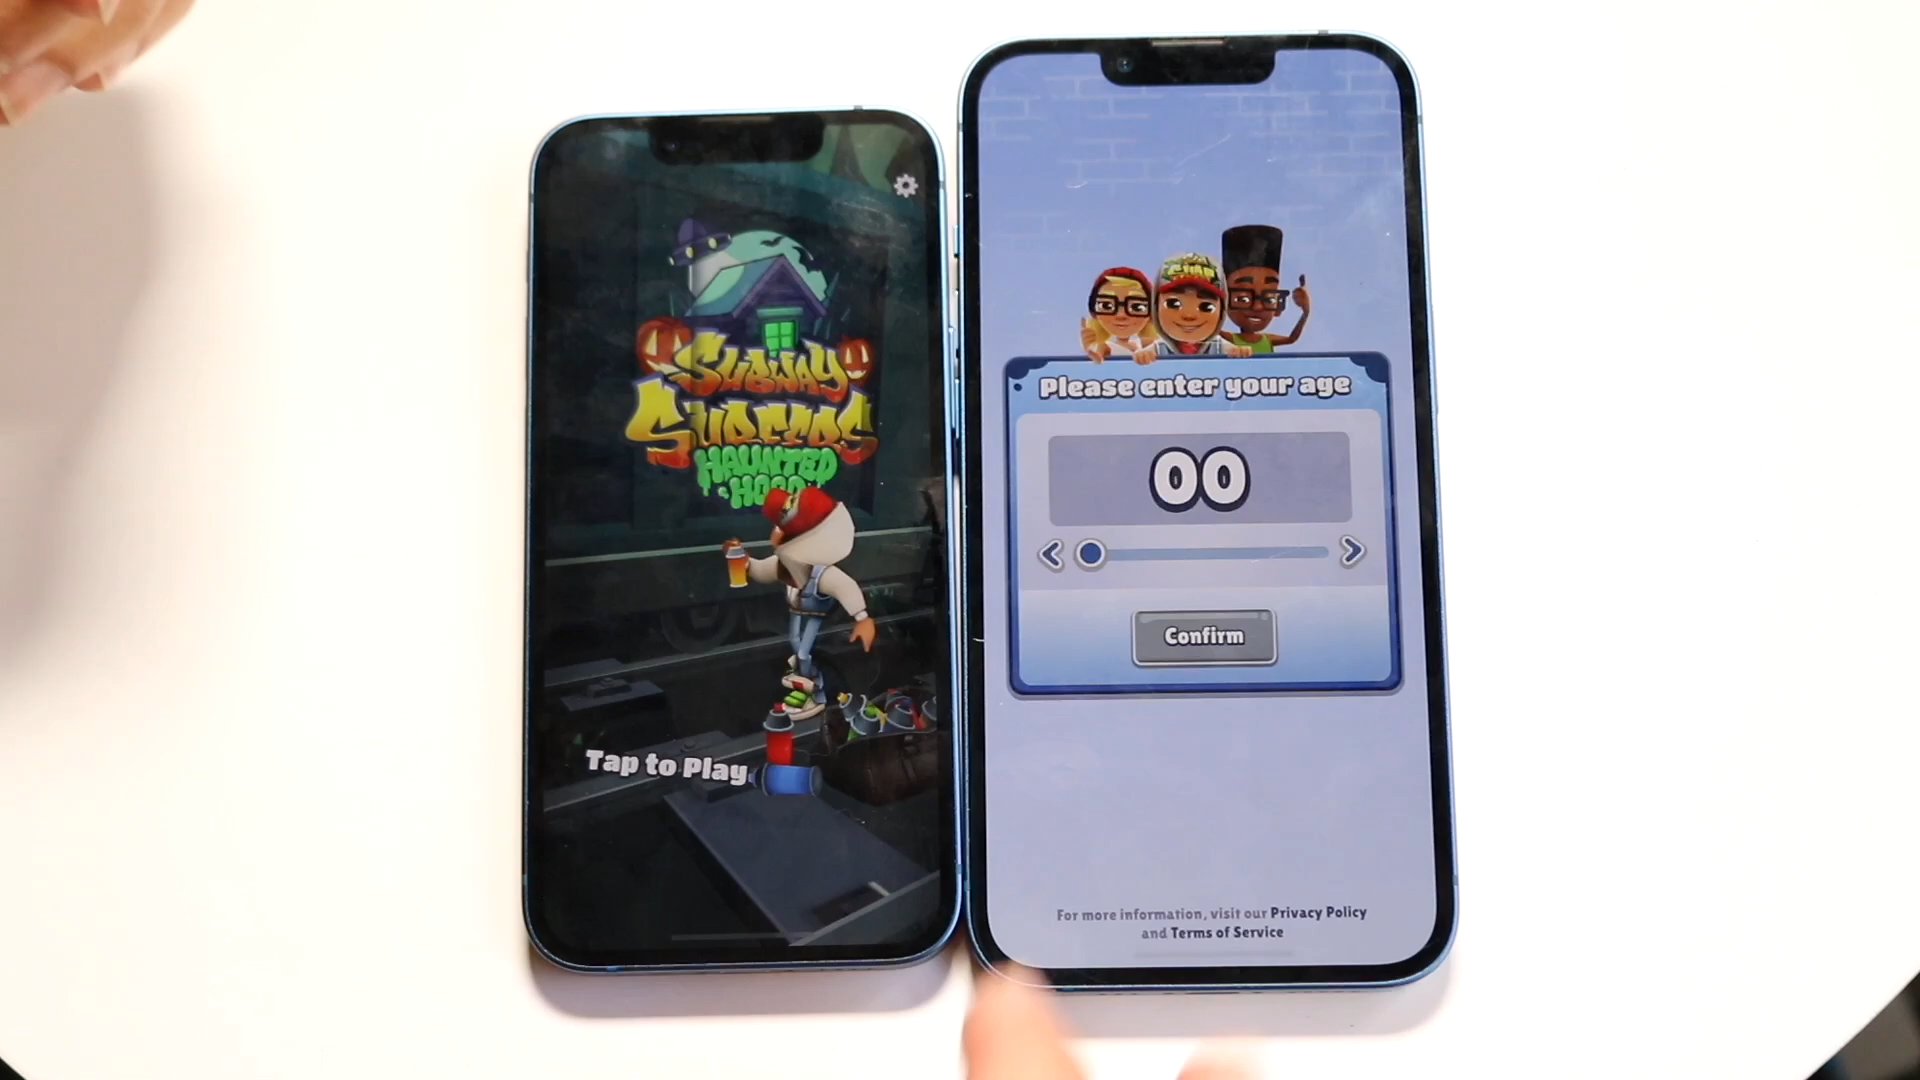 SUBWAY
SURFERS
HAUNTED
HOOD
Tap to Play
Please enter your age
00
Confirm
For more information, visit our Privacy Policy
and Terms of Service